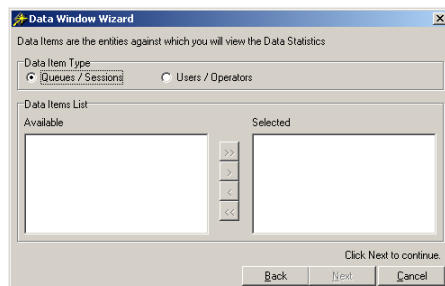 Data Window Wizard
Data Items are the entities against which you will view the Data Statistics
Data Item Type
Queues / Sessions Users / Operators
Data Items List
Available Selected
>>
>
<
<<
Click Next to continue.
Back Next Cancel